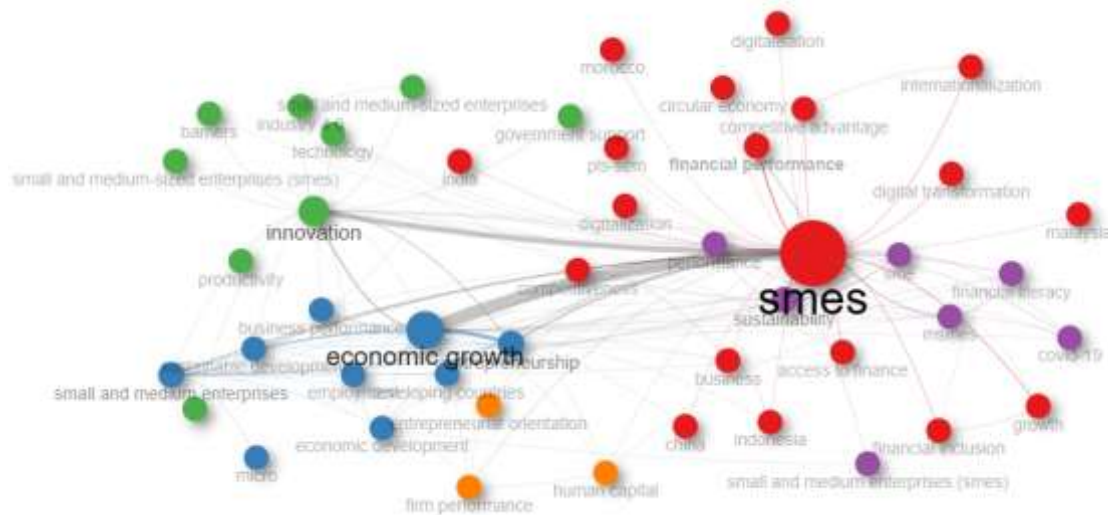 digitalisation
morocco
internationalization
small and medium-sized enterprises
circular economy
barriers
industry 4.0
government support
competitive advantage
technology
financial performance
small and medium-sized enterprises (smes)
india
pls-sem
digital transformation
innovation
digitalization
malaysia
performance
productivity
competitiveness
smes
financial literacy
sustainability
business performance
economic growth
entrepreneurship
covid-19
sustainable development
access to finance
business
small and medium enterprises
employment
developing countries
growth
entrepreneurial orientation
economic development
china
indonesia
financial inclusion
micro
human capital
small and medium enterprises (smes)
firm performance